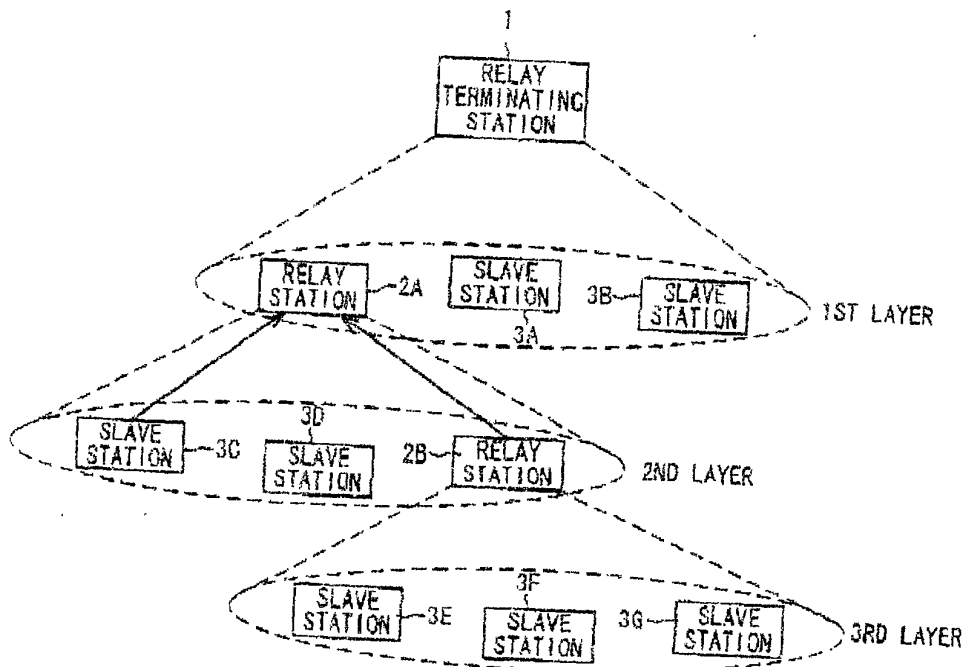 1
RELAY
TERMINATING
STATION
RELAY
STATION
2A
SLAVE
STATION
3A
3B
SLAVE
STATION
1ST LAYER
SLAVE
STATION
3C
3D
SLAVE
STATION
2B
RELAY
STATION
2ND LAYER
SLAVE
STATION
3E
3F
SLAVE
STATION
3G
SLAVE
STATION
3RD LAYER